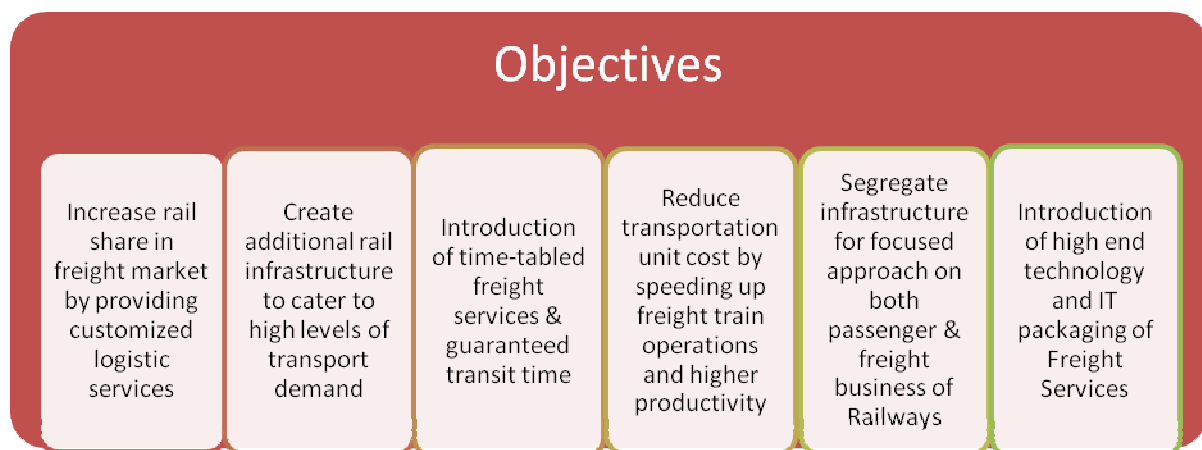 Objectives
Increase rail
share in
freight market
by providing
customized
logistic
services
Create
additional rail
infrastructure
to cater to
high levels of
transport
demand
Introduction
of time-tabled
freight
services &
guaranteed
transit time
Reduce
transportation
unit cost by
speeding up
freight train
operations
and higher
productivity
Segregate
infrastructure
for focused
approach on
both
passenger &
freight
business of
Railways
Introduction
of high end
technology
and IT
packaging of
Freight
Services